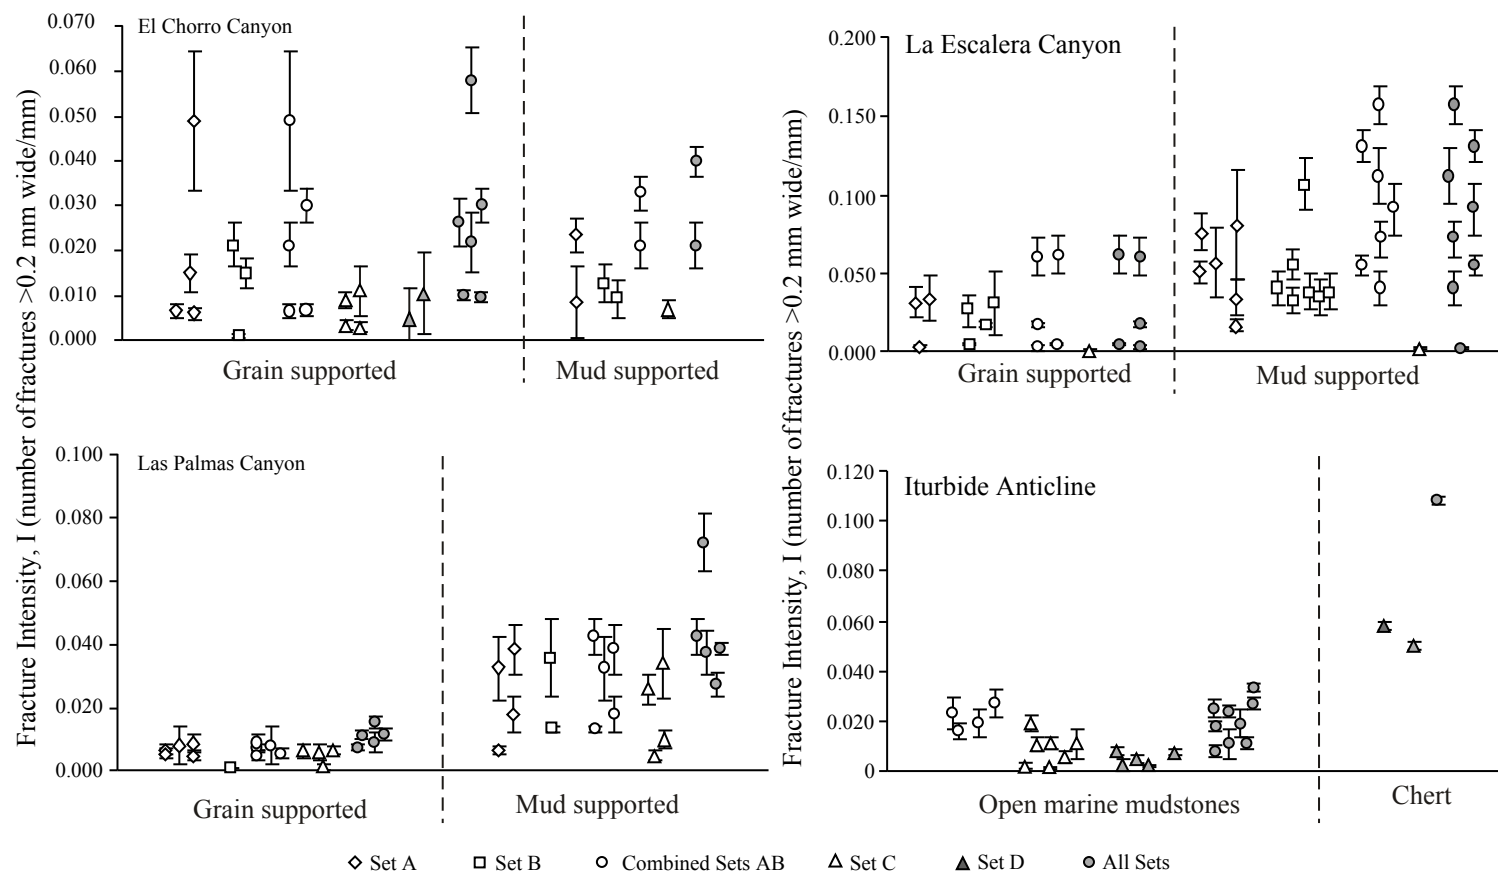 Fracture Intensity, I (number of fractures >0.2 mm wide/mm)
El Chorro Canyon
0.070
0.060
0.050
0.040
0.030
0.020
0.010
0.000
Grain supported
Mud supported
Fracture Intensity, I (number of fractures >0.2 mm wide/mm)
La Escalera Canyon
0.200
0.150
0.100
0.050
0.000
Grain supported
Mud supported
Las Palmas Canyon
0.100
0.080
0.060
0.040
0.020
0.000
Grain supported
Mud supported
Iturbide Anticline
0.120
0.100
0.080
0.060
0.040
0.020
0
Open marine mudstones
Chert
Set A Set B Combined Sets AB Set C Set D All Sets